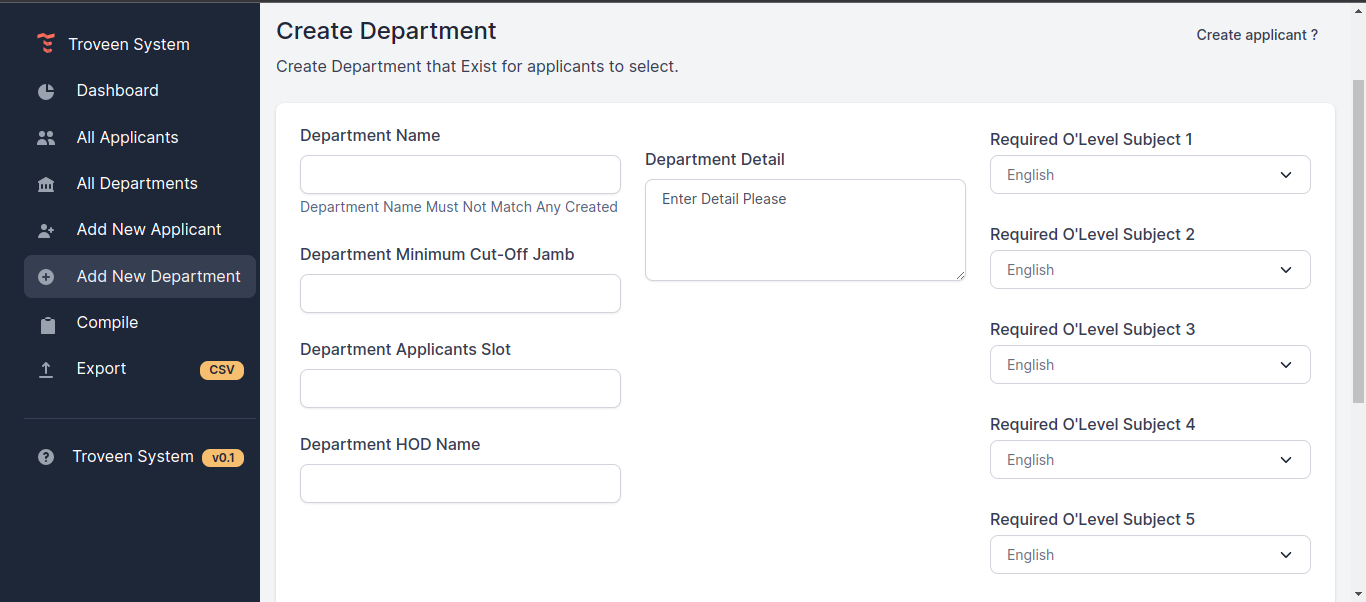 Troveen System
Dashboard
All Applicants
All Departments
Add New Applicant
Add New Department
Compile
Export
CSV
Troveen System
v0.1
Create Department
Create applicant ?
Create Department that Exist for applicants to select.
Department Name
Department Name Must Not Match Any Created
Department Minimum Cut-Off Jamb
Department Applicants Slot
Department HOD Name
Department Detail
Enter Detail Please
Required O'Level Subject 1
English
Required O'Level Subject 2
English
Required O'Level Subject 3
English
Required O'Level Subject 4
English
Required O'Level Subject 5
English